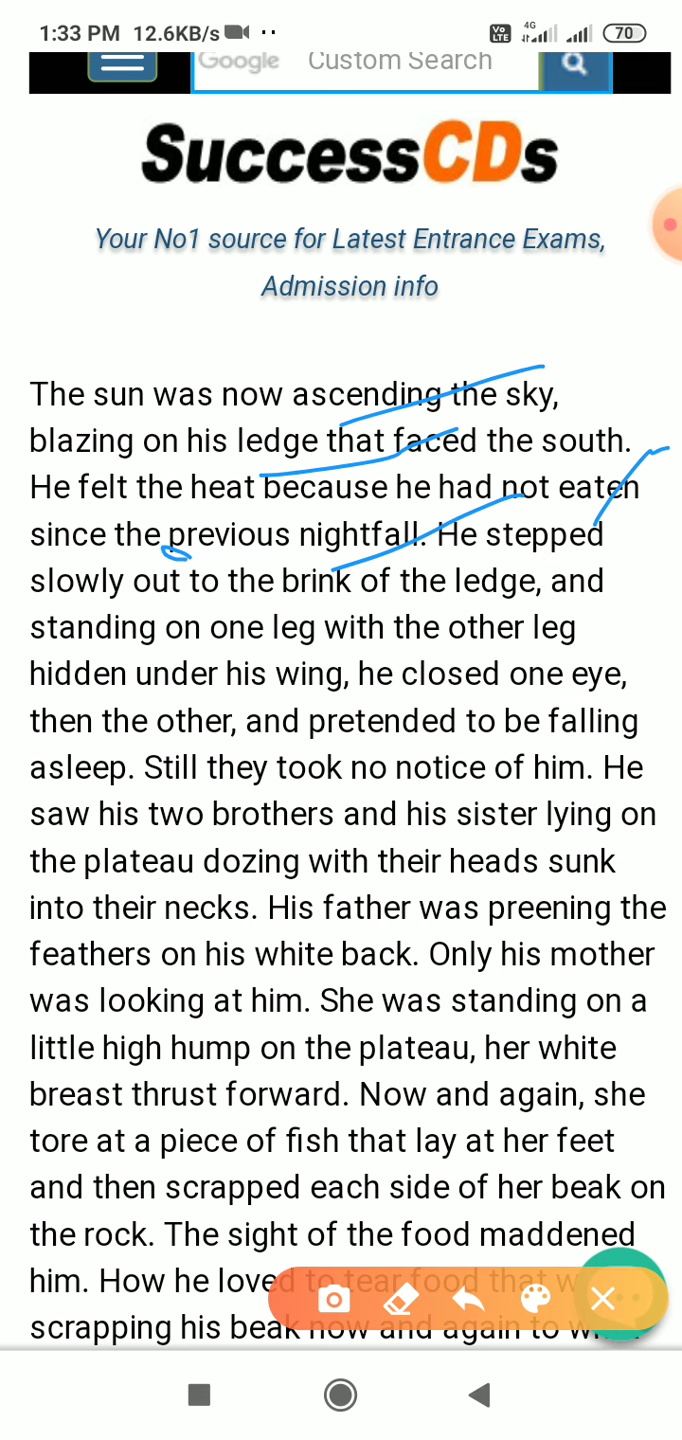 1:33 PM 12.6KB/s
Vo LTE 4G 70
Google Custom Search
SuccessCDs
Your No1 source for Latest Entrance Exams,
Admission info
The sun was now ascending the sky,
blazing on his ledge that faced the south.
He felt the heat because he had not eaten
since the previous nightfall. He stepped
slowly out to the brink of the ledge, and
standing on one leg with the other leg
hidden under his wing, he closed one eye,
then the other, and pretended to be falling
asleep. Still they took no notice of him. He
saw his two brothers and his sister lying on
the plateau dozing with their heads sunk
into their necks. His father was preening the
feathers on his white back. Only his mother
was looking at him. She was standing on a
little high hump on the plateau, her white
breast thrust forward. Now and again, she
tore at a piece of fish that lay at her feet
and then scrapped each side of her beak on
the rock. The sight of the food maddened
him. How he loved to tear food that
scrapping his beak now and again to